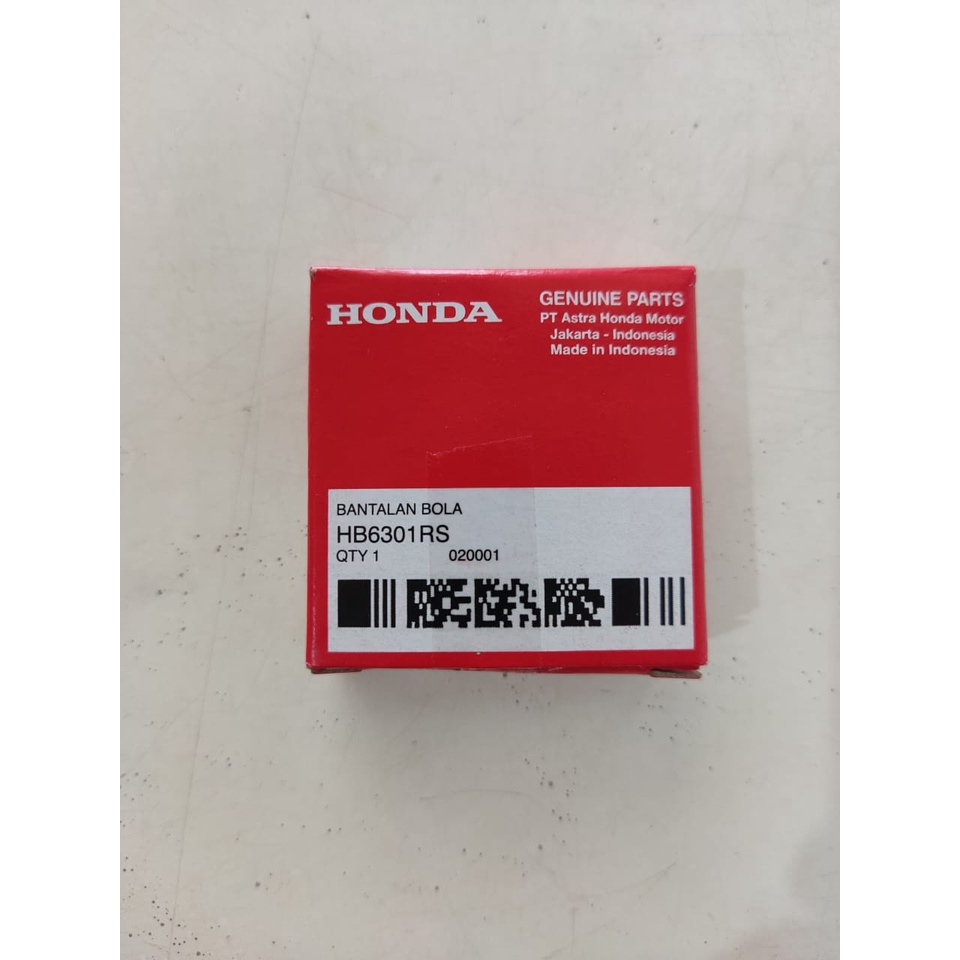 HONDA
GENUINE PARTS
PT Astra Honda Motor
Jakarta - Indonesia
Made in Indonesia
BANTALAN BOLA
HB6301RS
QTY 1 020001